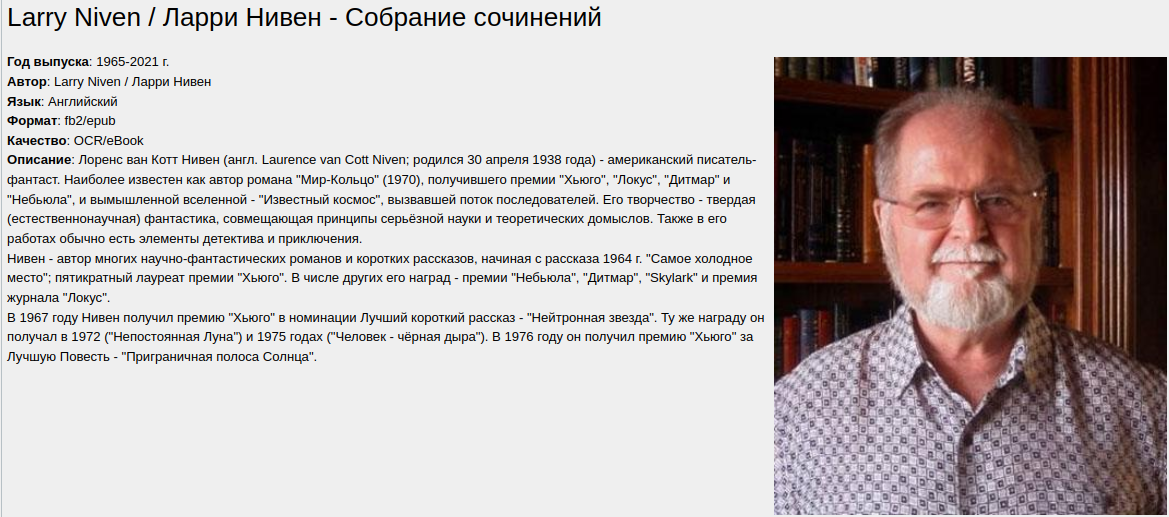 Larry Niven / Ларри Нивен - Собрание сочинений
Год выпуска: 1965-2021 г.
Автор: Larry Niven / Ларри Нивен
Язык: Английский
Формат: fb2/epub
Качество: OCR/eBook
Описание: Лоренс ван Котт Нивен (англ. Laurence van Cott Niven; родился 30 апреля 1938 года) - американский писатель-
фантаст. Наиболее известен как автор романа "Мир-Кольцо" (1970), получившего премии "Хьюго", "Локус", "Дитмар" и
"Небьюла", и вымышленной вселенной - "Известный космос", вызвавшей поток последователей. Его творчество - твердая
(естественнонаучная) фантастика, совмещающая принципы серьёзной науки и теоретических домыслов. Также в его
работах обычно есть элементы детектива и приключения.
Нивен - автор многих научно-фантастических романов и коротких рассказов, начиная с рассказа 1964 г. "Самое холодное
место"; пятикратный лауреат премии "Хьюго". В числе других его наград - премии "Небьюла", "Дитмар", "Skylark" и премия
журнала "Локус".
В 1967 году Нивен получил премию "Хьюго" в номинации Лучший короткий рассказ - "Нейтронная звезда". Ту же награду он
получал в 1972 ("Непостоянная Луна") и 1975 годах ("Человек - чёрная дыра"). В 1976 году он получил премию "Хьюго" за
Лучшую Повесть - "Приграничная полоса Солнца".